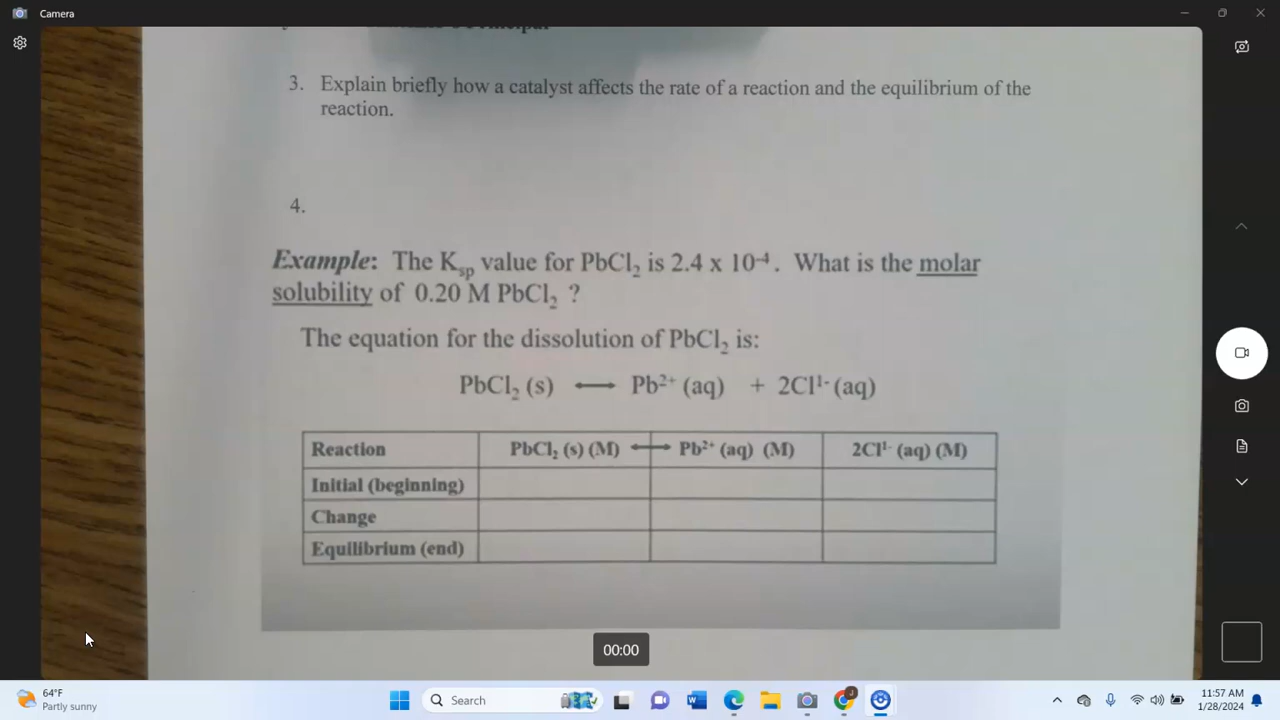 Camera
3. Explain briefly how a catalyst affects the rate of a reaction and the equilibrium of the
reaction.
4.
Example: The Ksp value for PbCl₂ is 2.4 x 10⁻⁴. What is the molar
solubility of 0.20 M PbCl₂ ?
The equation for the dissolution of PbCl₂ is:
PbCl₂ (s) ⟷ Pb²⁺ (aq) + 2Cl¹⁻ (aq)
Reaction PbCl₂ (s) (M) ⟷ Pb²⁺ (aq) (M) 2Cl¹⁻ (aq) (M)
Initial (beginning)
Change
Equilibrium (end)
00:00
64°F
Partly sunny
Search
11:57 AM
1/28/2024